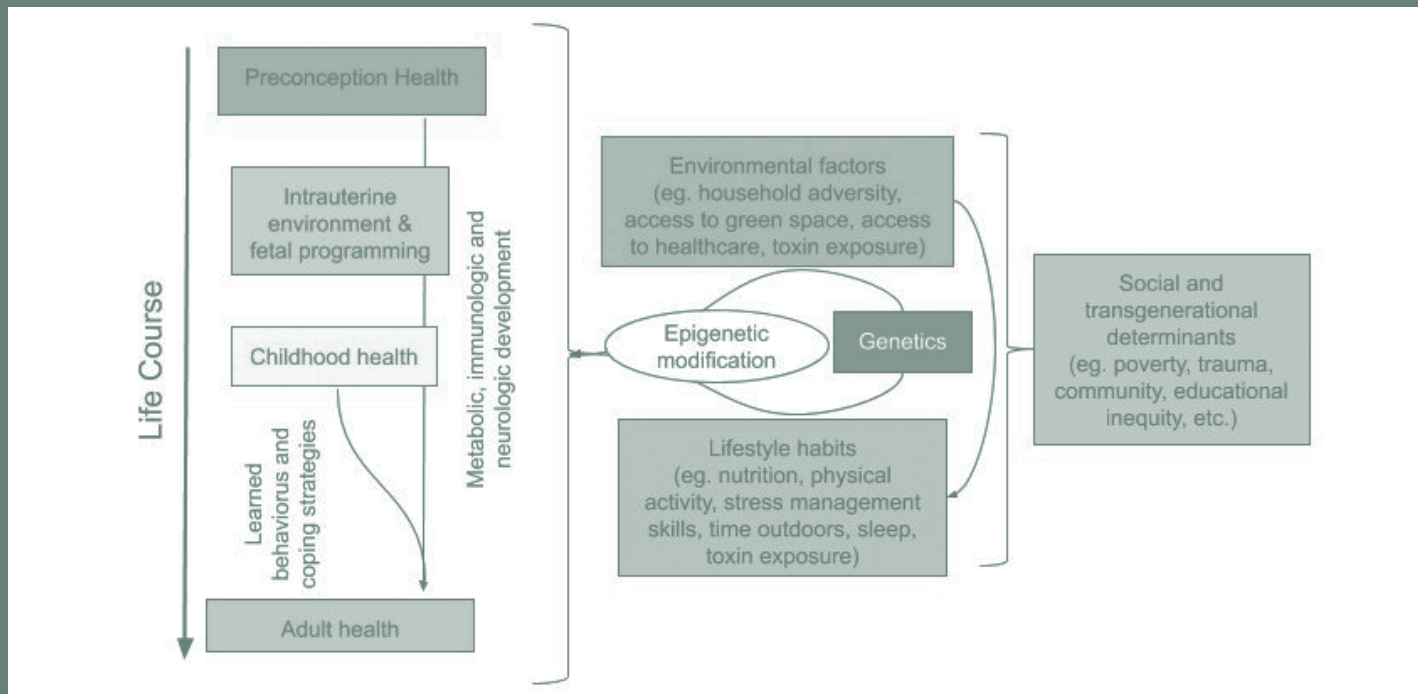 Life Course
Preconception Health
Intrauterine
environment &
fetal programming
Childhood health
Learned
behaviorus and
coping strategies
Adult health
Metabolic, immunologic and
neurologic development
Environmental factors
(eg. household adversity,
access to green space, access
to healthcare, toxin exposure)
Epigenetic
modification
Genetics
Lifestyle habits
(eg. nutrition, physical
activity, stress management
skills, time outdoors, sleep,
toxin exposure)
Social and
transgenerational
determinants
(eg. poverty, trauma,
community, educational
inequity, etc.)